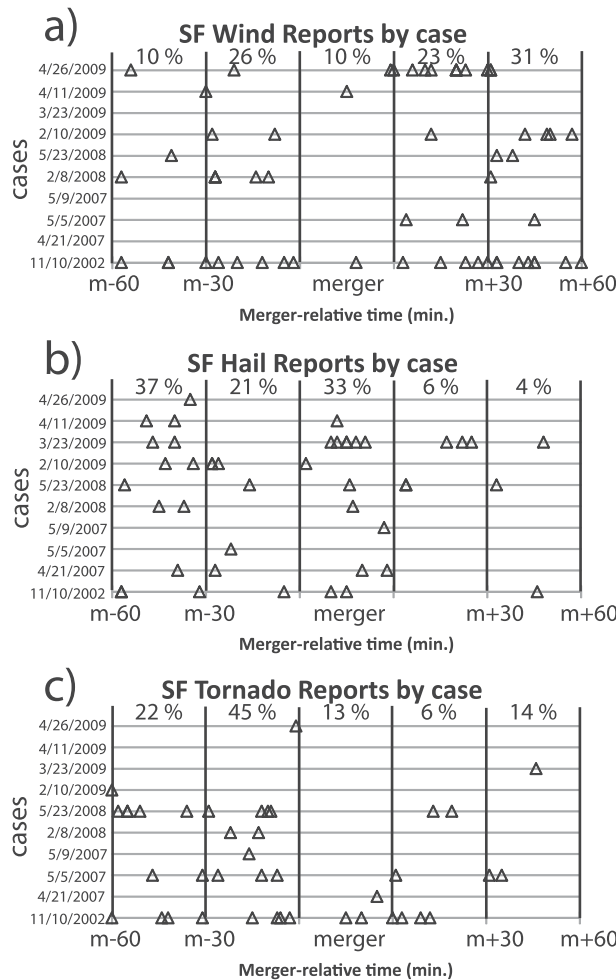 a)
SF Wind Reports by case
10 % 26 % 10 % 23 % 31 %
4/26/2009
4/11/2009
3/23/2009
2/10/2009
5/23/2008
2/8/2008
5/9/2007
5/5/2007
4/21/2007
11/10/2002
cases
m-60 m-30 merger m+30 m+60
Merger-relative time (min.)
b)
SF Hail Reports by case
37 % 21 % 33 % 6 % 4 %
4/26/2009
4/11/2009
3/23/2009
2/10/2009
5/23/2008
2/8/2008
5/9/2007
5/5/2007
4/21/2007
11/10/2002
cases
m-60 m-30 merger m+30 m+60
Merger-relative time (min.)
c)
SF Tornado Reports by case
22 % 45 % 13 % 6 % 14 %
4/26/2009
4/11/2009
3/23/2009
2/10/2009
5/23/2008
2/8/2008
5/9/2007
5/5/2007
4/21/2007
11/10/2002
cases
m-60 m-30 merger m+30 m+60
Merger-relative time (min.)